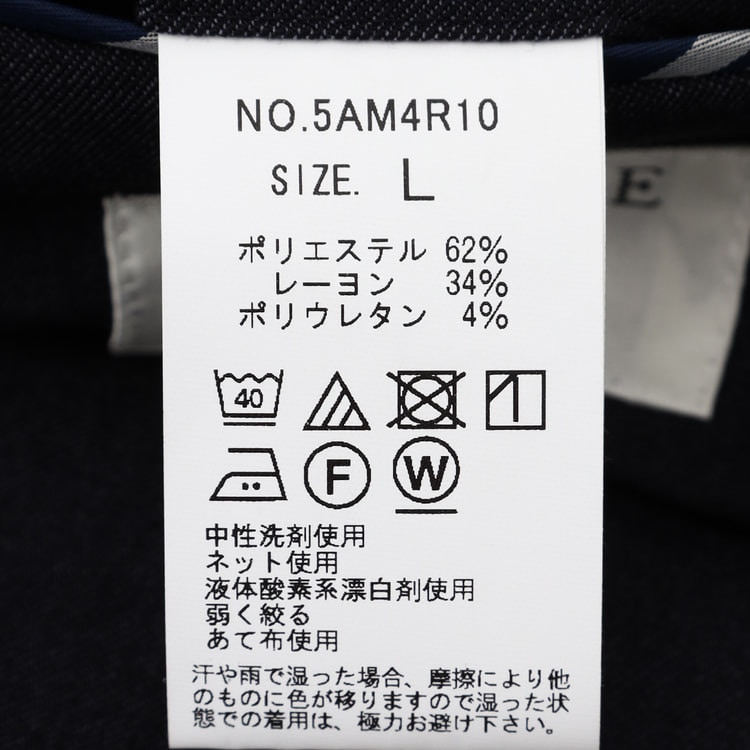 NO.5AM4R10
SIZE. L
ポリエステル 62%
レーヨン 34%
ポリウレタン 4%
40
F W
中性洗剤使用
ネット使用
液体酸素系漂白剤使用
弱く絞る
あて布使用
汗や雨で湿った場合、摩擦により他
のものに色が移りますので湿った状
態での着用は、極力お避け下さい。